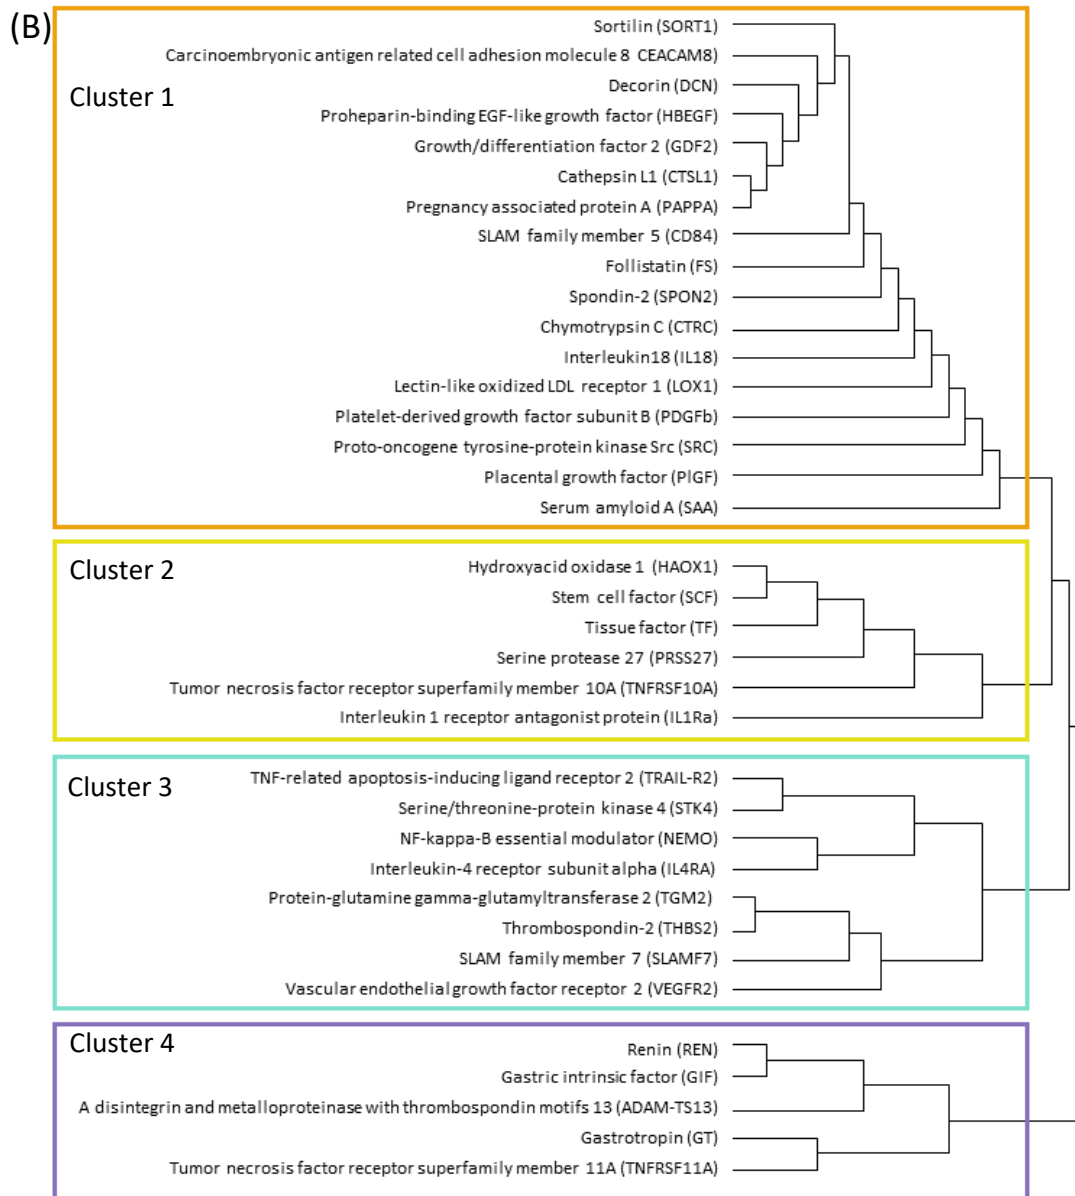 (B)
Sortilin (SORT1)
Carcinoembryonic antigen related cell adhesion molecule 8 CEACAM8)
Cluster 1
Decorin (DCN)
Proheparin-binding EGF-like growth factor (HBEGF)
Growth/differentiation factor 2 (GDF2)
Cathepsin L1 (CTSL1)
Pregnancy associated protein A (PAPPA)
SLAM family member 5 (CD84)
Follistatin (FS)
Spondin-2 (SPON2)
Chymotrypsin C (CTRC)
Interleukin18 (IL18)
Lectin-like oxidized LDL receptor 1 (LOX1)
Platelet-derived growth factor subunit B (PDGFb)
Proto-oncogene tyrosine-protein kinase Src (SRC)
Placental growth factor (PlGF)
Serum amyloid A (SAA)
Cluster 2
Hydroxyacid oxidase 1 (HAOX1)
Stem cell factor (SCF)
Tissue factor (TF)
Serine protease 27 (PRSS27)
Tumor necrosis factor receptor superfamily member 10A (TNFRSF10A)
Interleukin 1 receptor antagonist protein (IL1Ra)
Cluster 3
TNF-related apoptosis-inducing ligand receptor 2 (TRAIL-R2)
Serine/threonine-protein kinase 4 (STK4)
NF-kappa-B essential modulator (NEMO)
Interleukin-4 receptor subunit alpha (IL4RA)
Protein-glutamine gamma-glutamyltransferase 2 (TGM2)
Thrombospondin-2 (THBS2)
SLAM family member 7 (SLAMF7)
Vascular endothelial growth factor receptor 2 (VEGFR2)
Cluster 4
Renin (REN)
Gastric intrinsic factor (GIF)
A disintegrin and metalloproteinase with thrombospondin motifs 13 (ADAM-TS13)
Gastrotropin (GT)
Tumor necrosis factor receptor superfamily member 11A (TNFRSF11A)